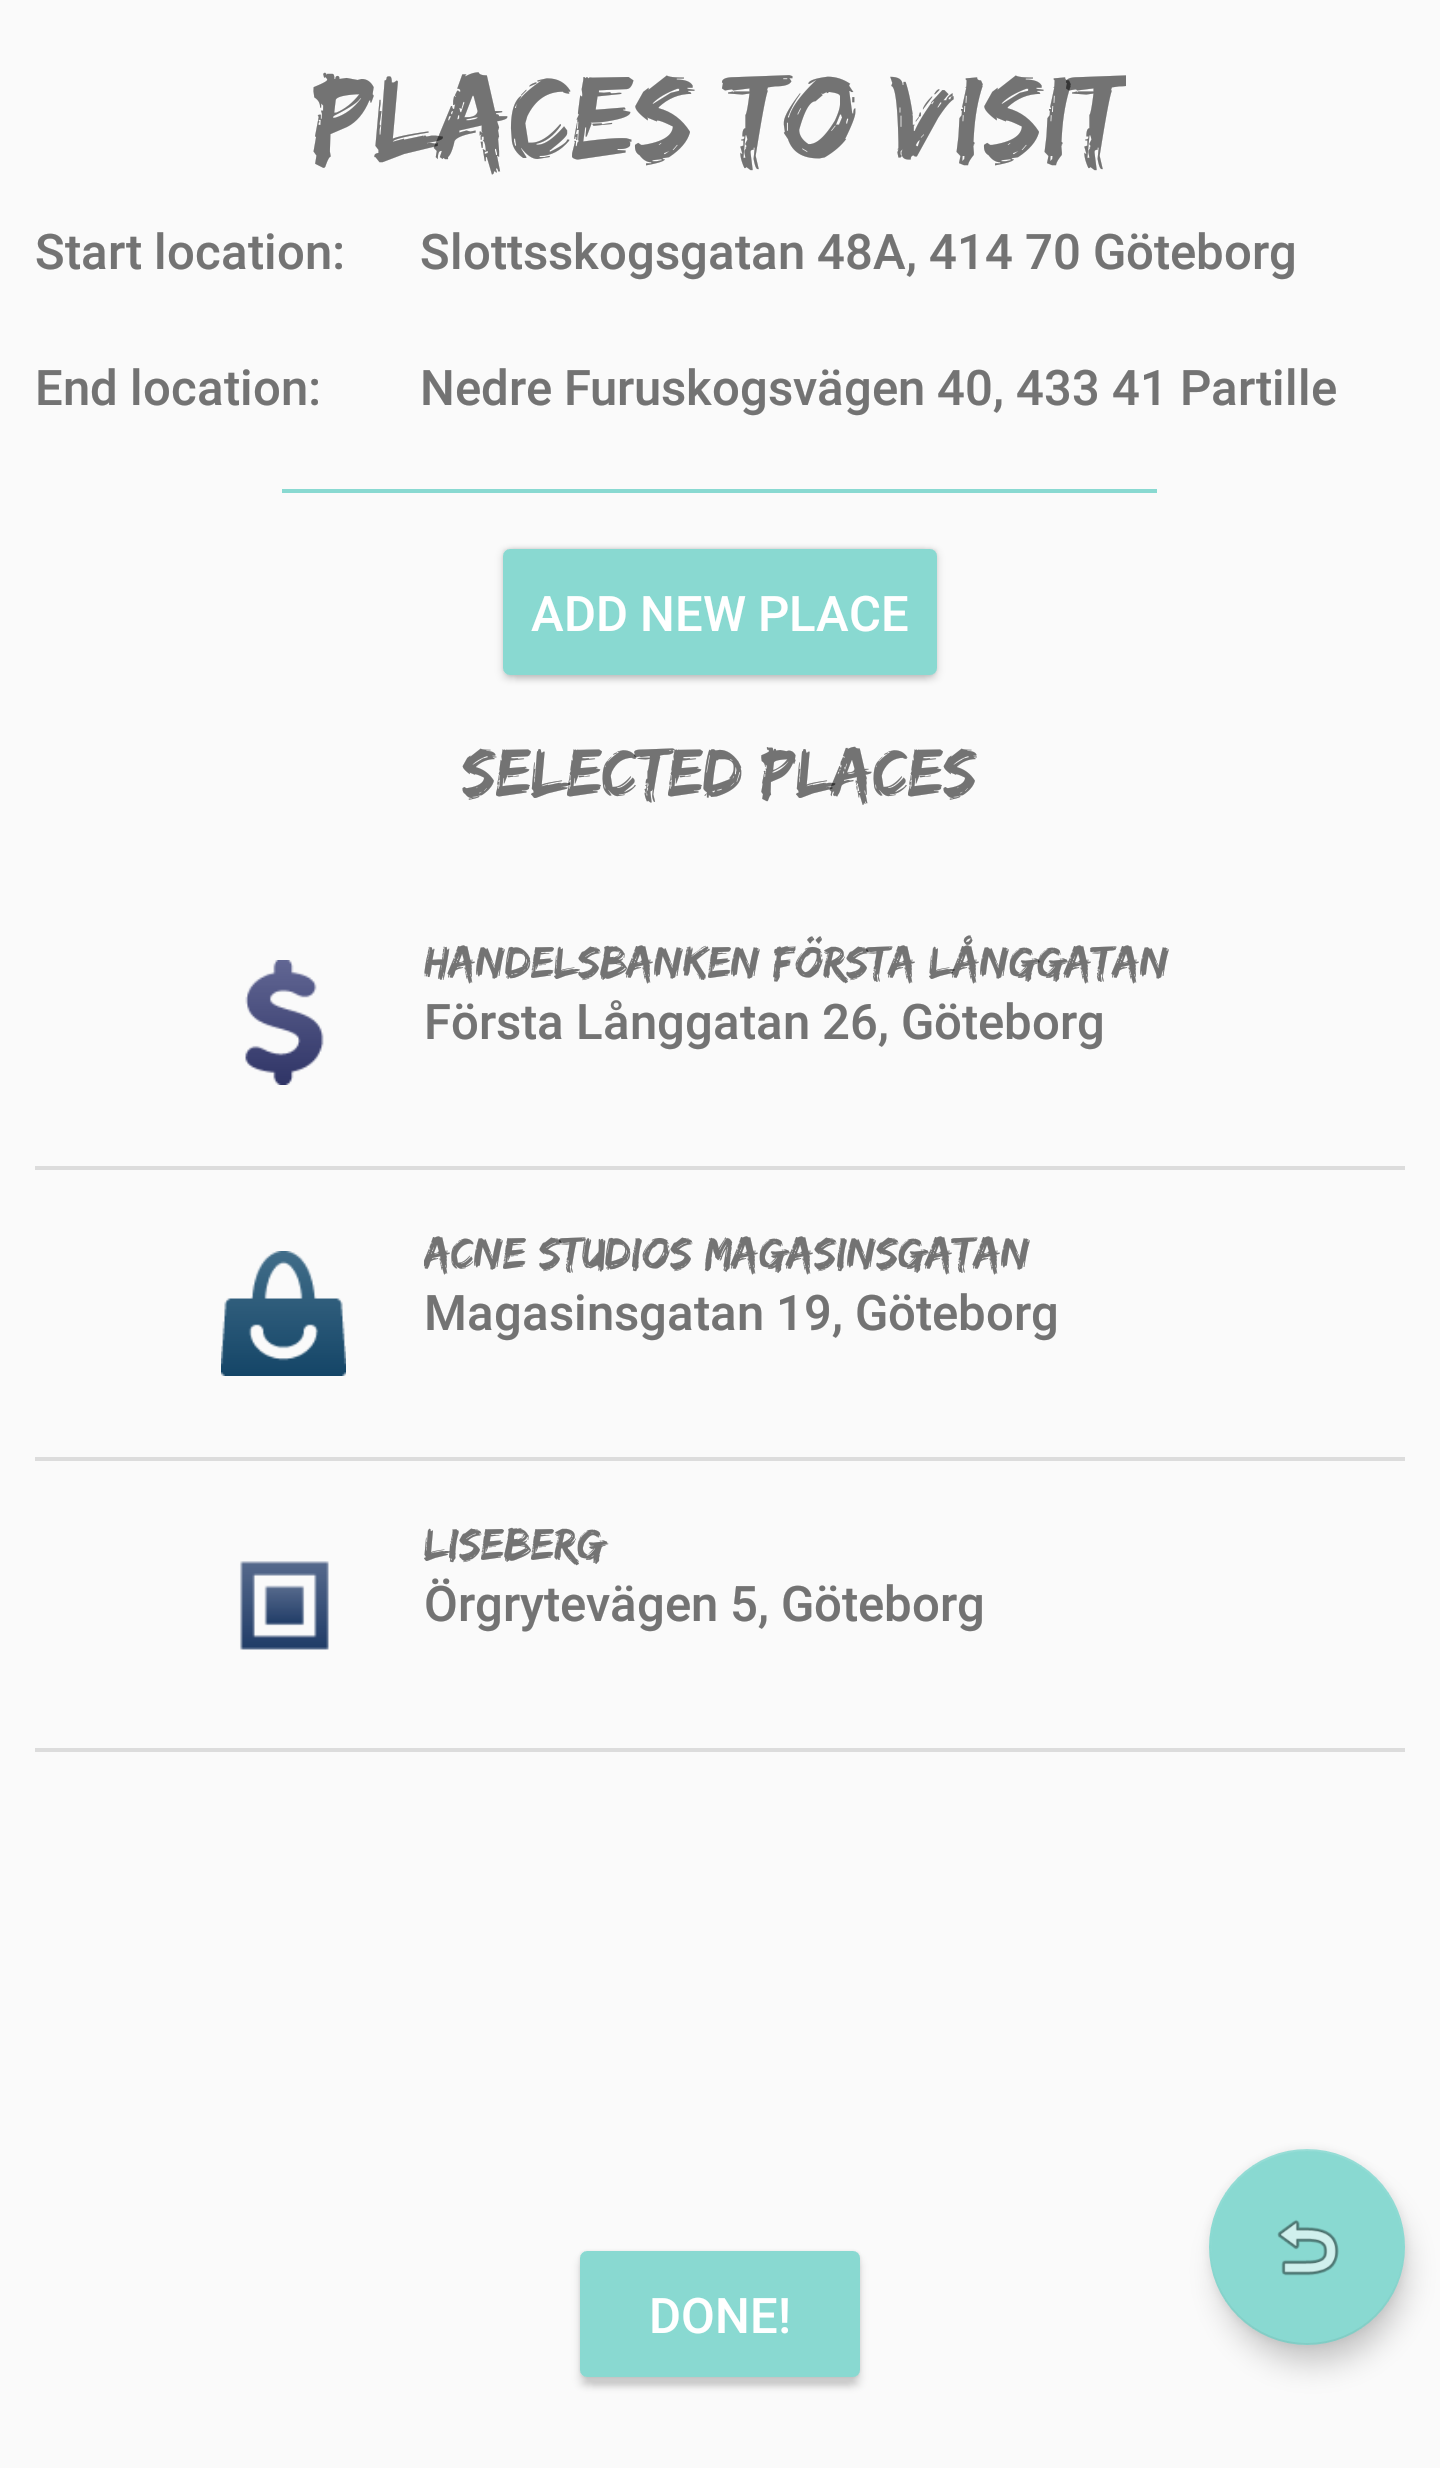 PLACES TO VISIT
Start location: Slottsskogsgatan 48A, 414 70 Göteborg
End location: Nedre Furuskogsvägen 40, 433 41 Partille
ADD NEW PLACE
SELECTED PLACES
HANDELSBANKEN FÖRSTA LÅNGGATAN
Första Långgatan 26, Göteborg
ACNE STUDIOS MAGASINSGATAN
Magasinsgatan 19, Göteborg
LISEBERG
Örgrytevägen 5, Göteborg
DONE!